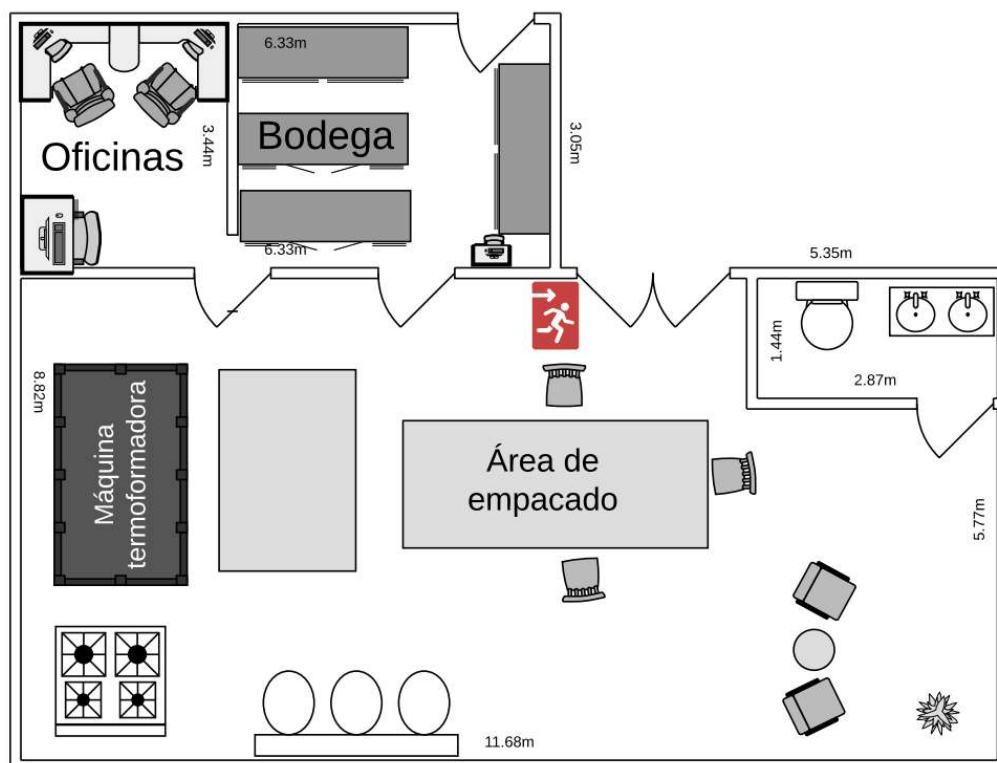 6.33m
Bodega
3.44m
3.05m
Oficinas
6.33m
5.35m
1.44m
2.87m
8.82m
Máquina
termoformadora
Área de
empacado
5.77m
11.68m